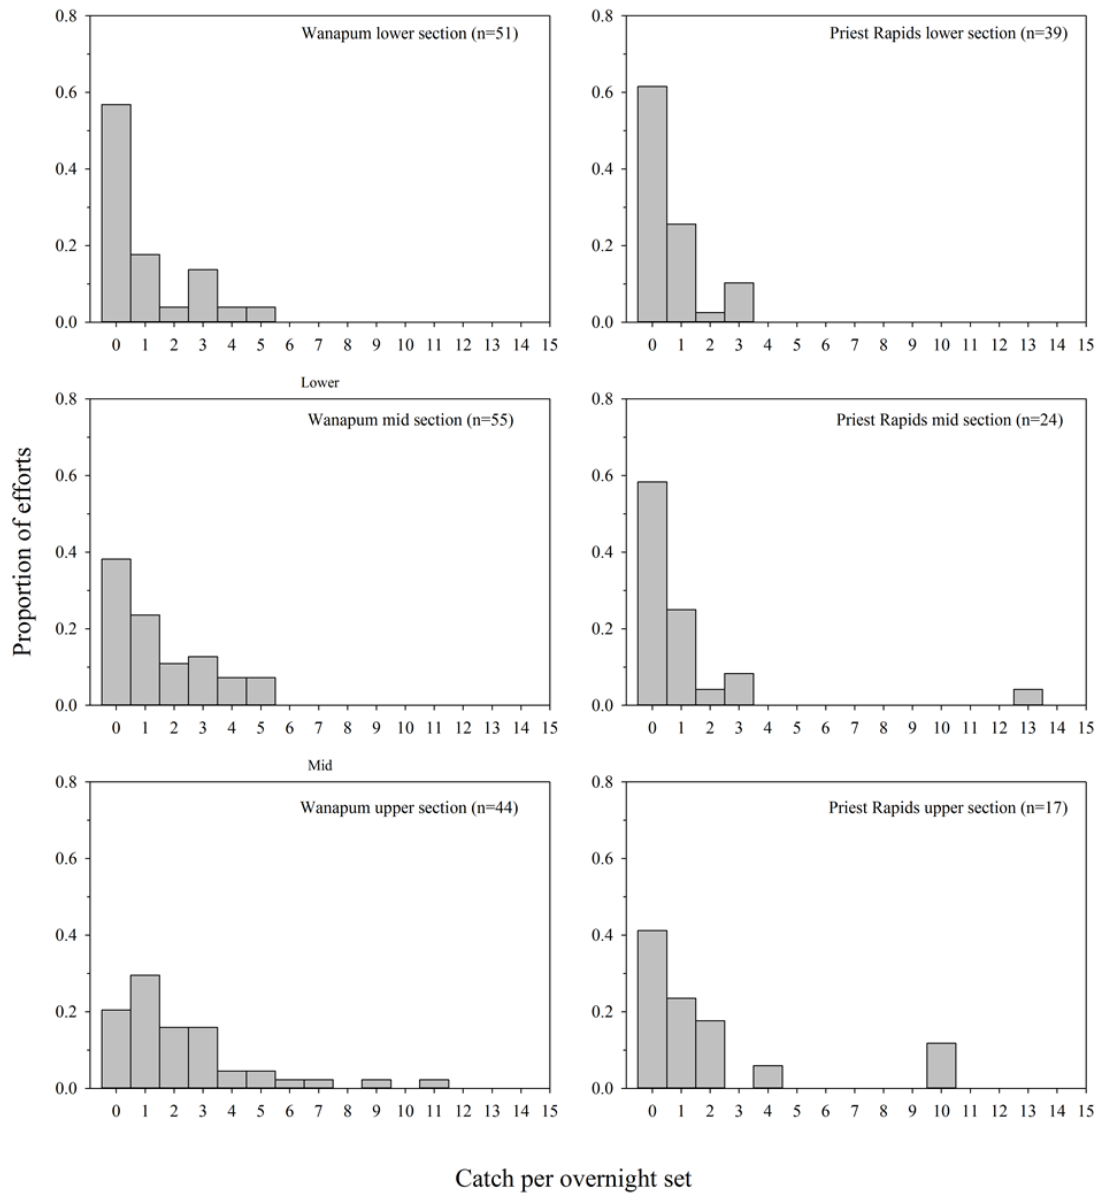 Wanapum lower section (n=51)
0.8
0.6
0.4
0.2
0.0
0 1 2 3 4 5 6 7 8 9 10 11 12 13 14 15
Priest Rapids lower section (n=39)
0.8
0.6
0.4
0.2
0.0
0 1 2 3 4 5 6 7 8 9 10 11 12 13 14 15
Lower
Proportion of efforts
Wanapum mid section (n=55)
0.8
0.6
0.4
0.2
0.0
0 1 2 3 4 5 6 7 8 9 10 11 12 13 14 15
Priest Rapids mid section (n=24)
0.8
0.6
0.4
0.2
0.0
0 1 2 3 4 5 6 7 8 9 10 11 12 13 14 15
Mid
Wanapum upper section (n=44)
0.8
0.6
0.4
0.2
0.0
0 1 2 3 4 5 6 7 8 9 10 11 12 13 14 15
Priest Rapids upper section (n=17)
0.8
0.6
0.4
0.2
0.0
0 1 2 3 4 5 6 7 8 9 10 11 12 13 14 15
Catch per overnight set